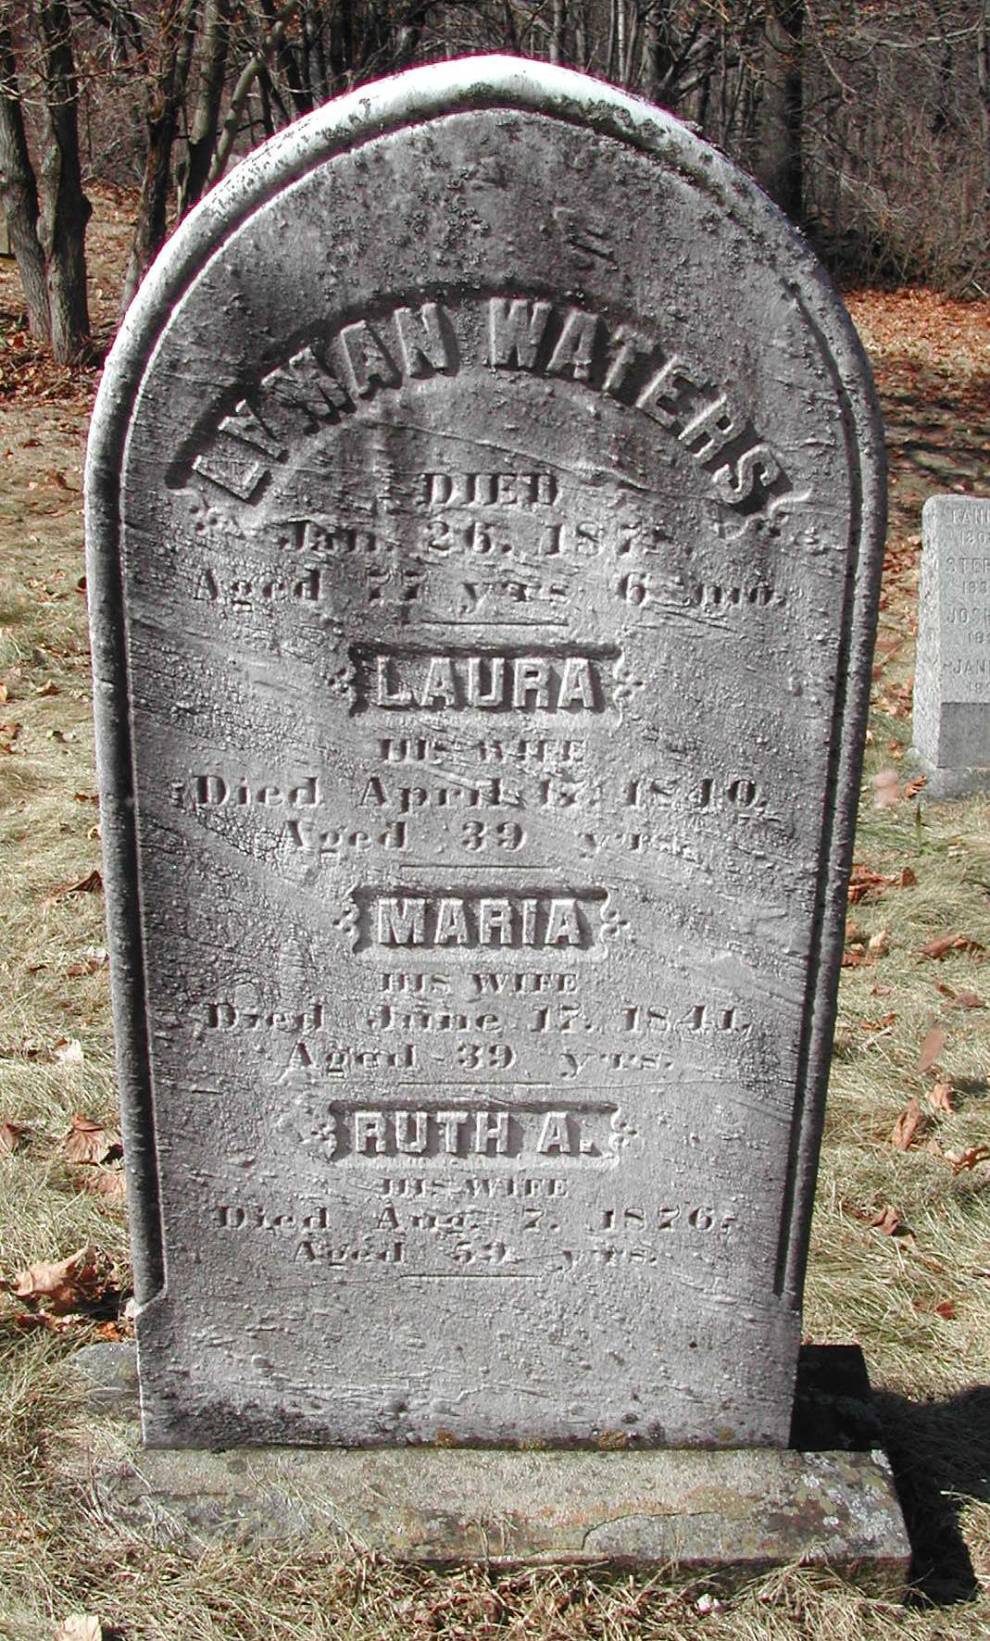 LYMAN WATERS
DIED
Jan. 26. 187
Aged 77 yrs 6 mo.
LAURA
HIS WIFE
Died April 1840.
Aged 39 yrs.
MARIA
HIS WIFE
Died June 17. 1841,
Aged 39 yrs.
RUTH A.
HIS WIFE
Died Aug. 7. 1876,
Aged 59 yrs.